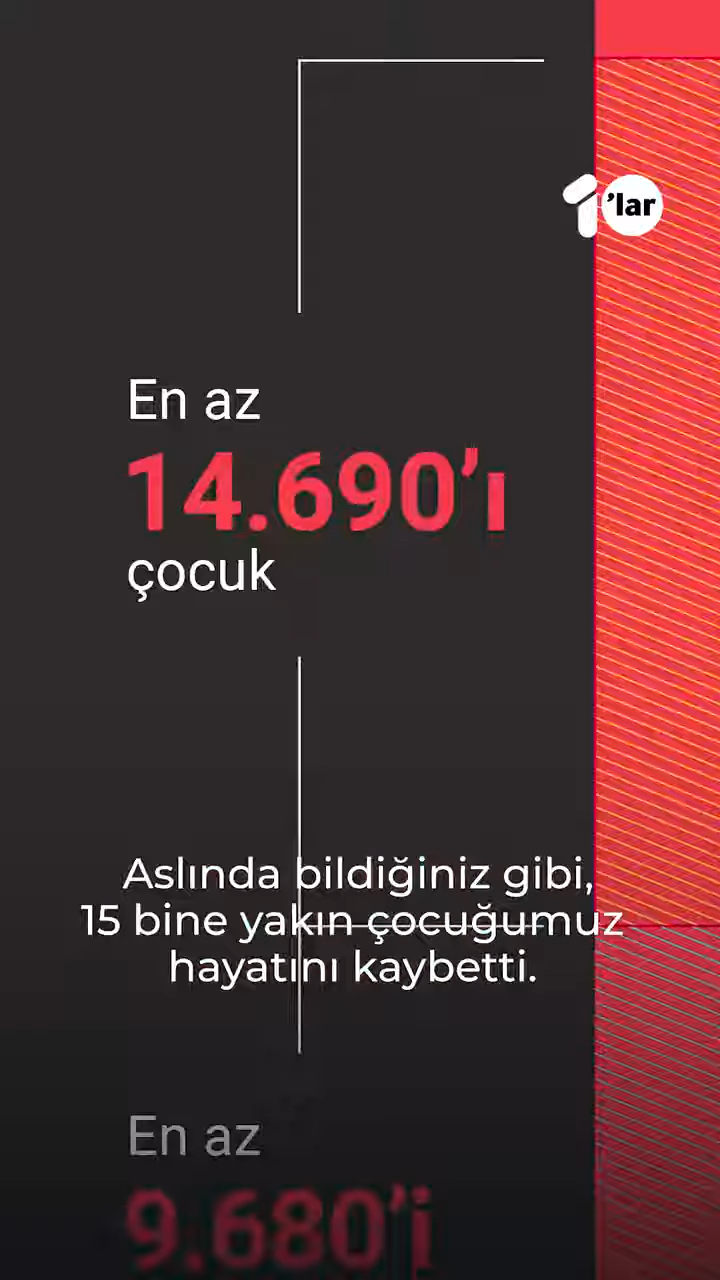 1'lar
En az
14.690’ı
çocuk
Aslında bildiğiniz gibi,
15 bine yakın çocuğumuz
hayatını kaybetti.
En az
9.680’i